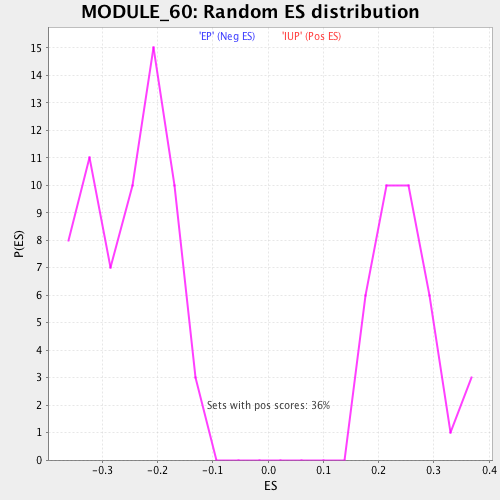 MODULE_60: Random ES distribution
'EP' (Neg ES) 'IUP' (Pos ES)
15
14
13
12
11
10
9
8
7
6
5
4
3
2
1
0
P(ES)
Sets with pos scores: 36%
-0.3 -0.2 -0.1 0.0 0.1 0.2 0.3 0.4
ES